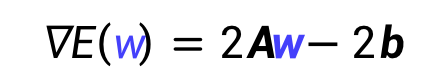 ∇E(w) = 2Aw − 2b